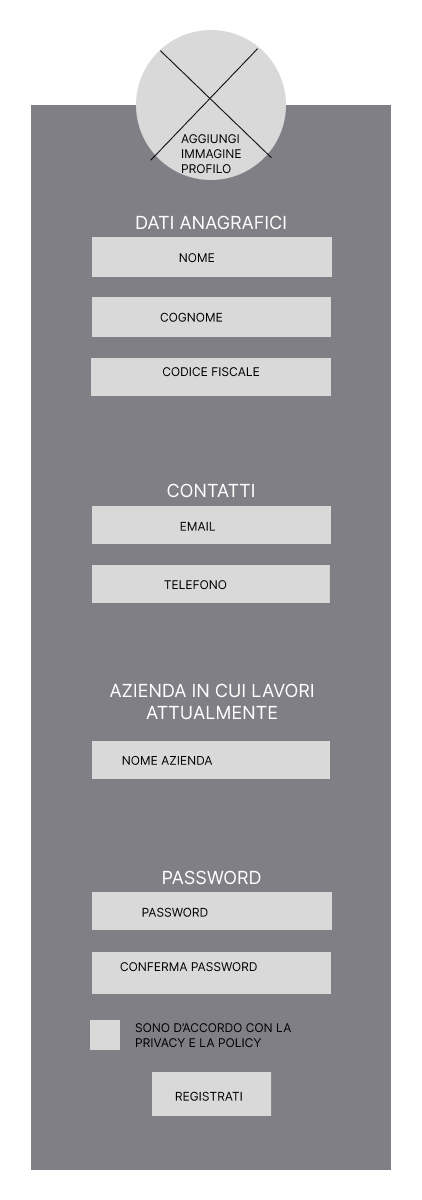 AGGIUNGI
IMMAGINE
PROFILO
DATI ANAGRAFICI
NOME
COGNOME
CODICE FISCALE
CONTATTI
EMAIL
TELEFONO
AZIENDA IN CUI LAVORI
ATTUALMENTE
NOME AZIENDA
PASSWORD
PASSWORD
CONFERMA PASSWORD
SONO D’ACCORDO CON LA
PRIVACY E LA POLICY
REGISTRATI